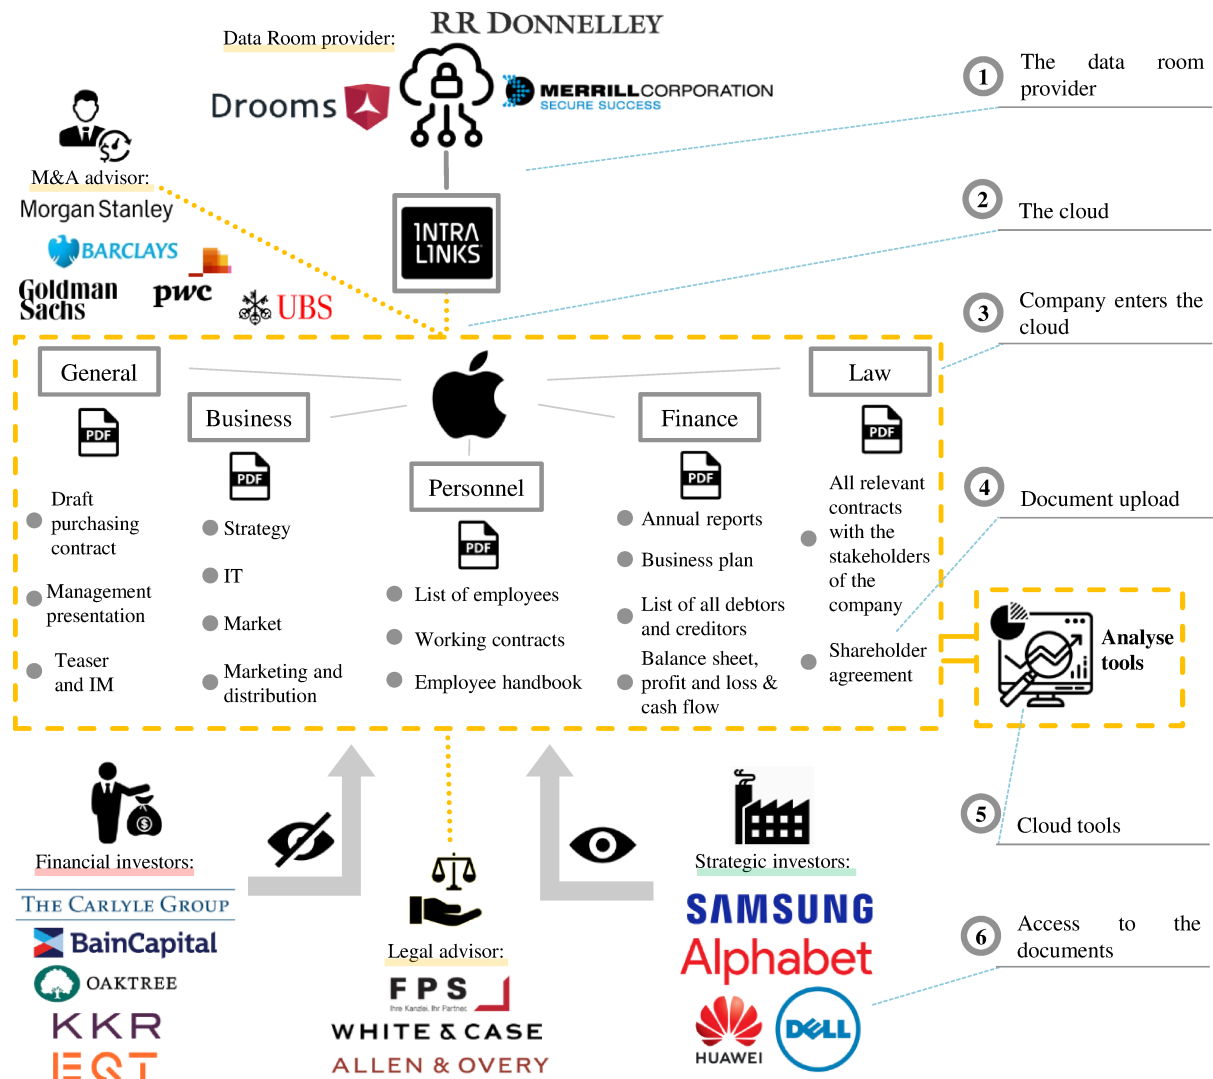 RR DONNELLEY
Data Room provider:
Drooms
MERRILL CORPORATION
SECURE SUCCESS
M&A advisor:
Morgan Stanley
BARCLAYS
pwc
Goldman
Sachs
UBS
INTRA
LINKS
1
The data room
provider
2
The cloud
3
Company enters the
cloud
4
Document upload
5
Cloud tools
6
Access to the
documents
General
PDF
Draft
purchasing
contract
Management
presentation
Teaser
and IM
Business
PDF
Strategy
IT
Market
Marketing and
distribution
Personnel
PDF
List of employees
Working contracts
Employee handbook
Finance
PDF
Annual reports
Business plan
List of all debtors
and creditors
Balance sheet,
profit and loss &
cash flow
Law
PDF
All relevant
contracts
with the
stakeholders
of the
company
Shareholder
agreement
Analyse
tools
$
$
Financial investors:
THE CARLYLE GROUP
BainCapital
OAKTREE
KKR
EQT
Legal advisor:
FPS
Ihre Kanzlei. Ihr Partner.
WHITE & CASE
ALLEN & OVERY
Strategic investors:
SAMSUNG
Alphabet
HUAWEI
DELL